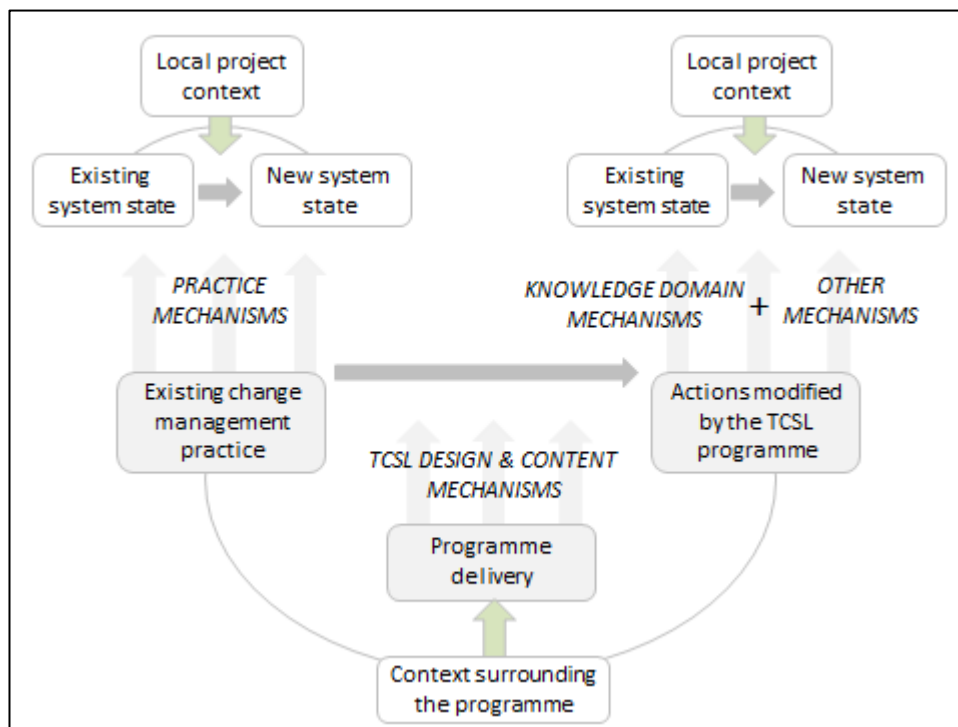 Local project
context
Existing
system state
New system
state
PRACTICE
MECHANISMS
Existing change
management
practice
Local project
context
Existing
system state
New system
state
KNOWLEDGE DOMAIN
MECHANISMS
+
OTHER
MECHANISMS
Actions modified
by the TCSL
programme
TCSL DESIGN & CONTENT
MECHANISMS
Programme
delivery
Context surrounding
the programme